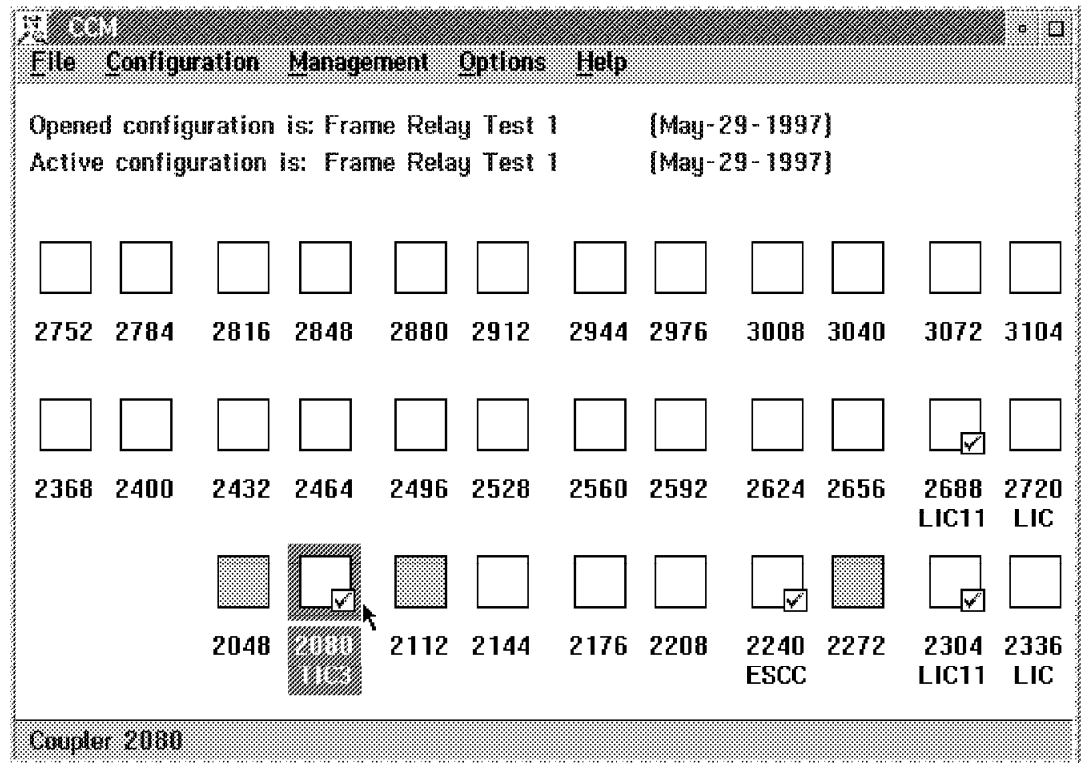 CCM
File Configuration Management Options Help
Opened configuration is: Frame Relay Test 1 (May-29-1997)
Active configuration is: Frame Relay Test 1 (May-29-1997)
2752 2784 2816 2848 2880 2912 2944 2976 3008 3040 3072 3104
2368 2400 2432 2464 2496 2528 2560 2592 2624 2656 2688 2720
LIC11 LIC
2048 2080 2112 2144 2176 2208 2240 2272 2304 2336
TIC3 ESCC LIC11 LIC
Coupler 2080